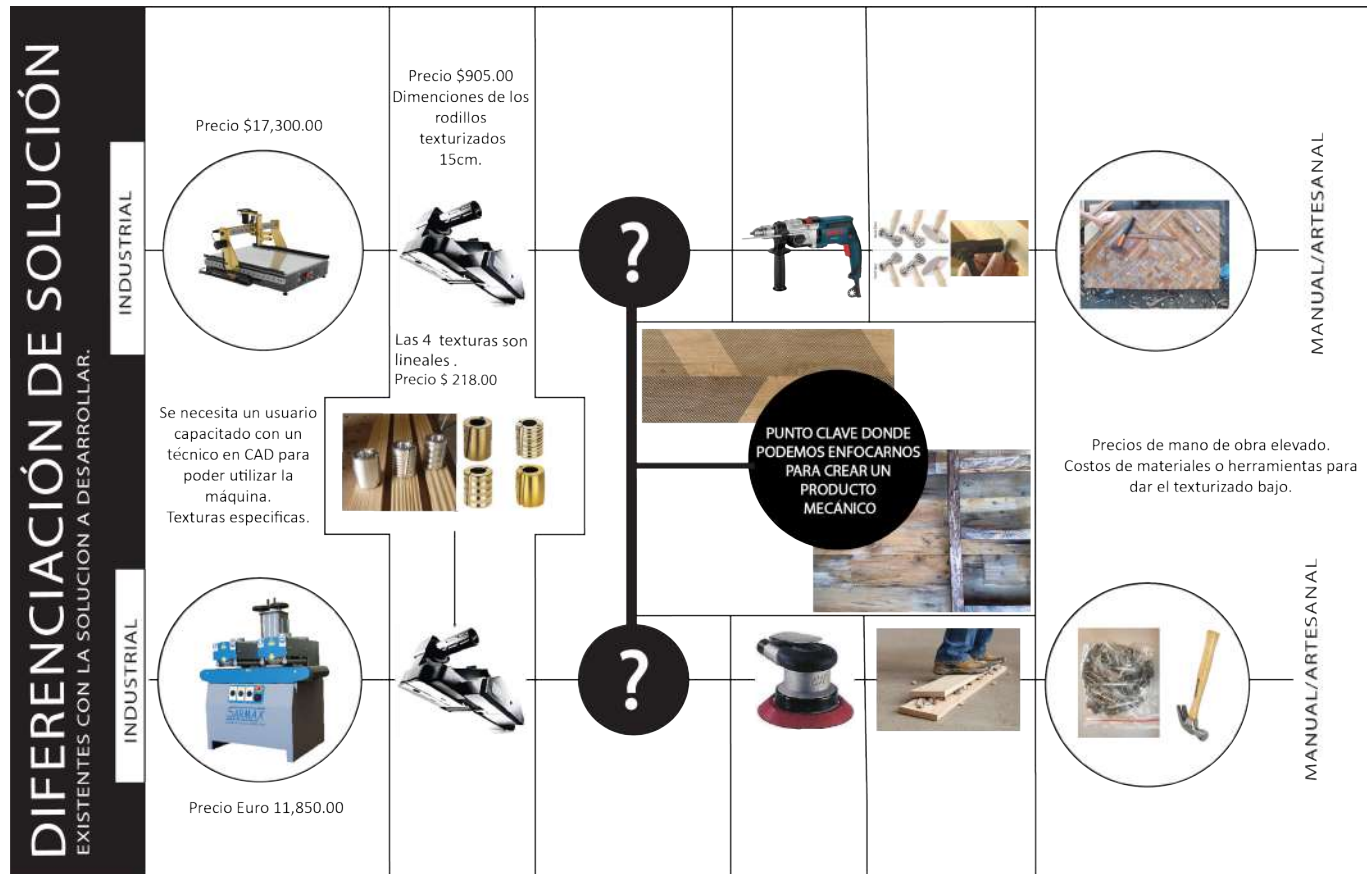 DIFERENCIACIÓN DE SOLUCIÓN
EXISTENTES CON LA SOLUCION A DESARROLLAR.
INDUSTRIAL
Precio $17,300.00
Precio $905.00
Dimenciones de los
rodillos
texturizados
15cm.
?
MANUAL/ARTESANAL
Las 4 texturas son
lineales .
Precio $ 218.00
Se necesita un usuario
capacitado con un
técnico en CAD para
poder utilizar la
máquina.
Texturas especificas.
PUNTO CLAVE DONDE
PODEMOS ENFOCARNOS
PARA CREAR UN
PRODUCTO
MECÁNICO
Precios de mano de obra elevado.
Costos de materiales o herramientas para
dar el texturizado bajo.
INDUSTRIAL
?
MANUAL/ARTESANAL
Precio Euro 11,850.00